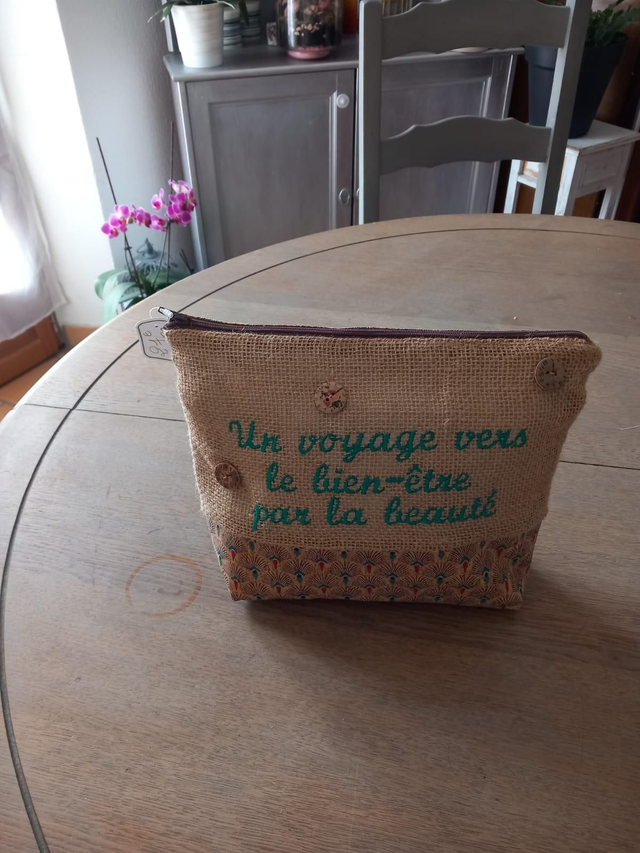 Un voyage vers
le bien-être
par la beauté